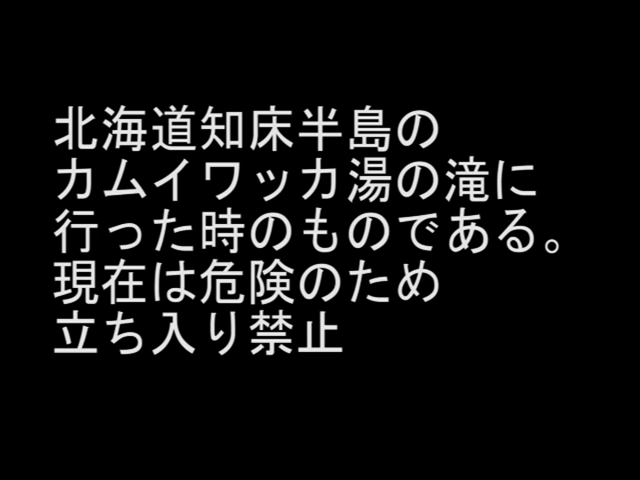 北海道知床半島の
カムイワッカ湯の滝に
行った時のものである。
現在は危険のため
立ち入り禁止